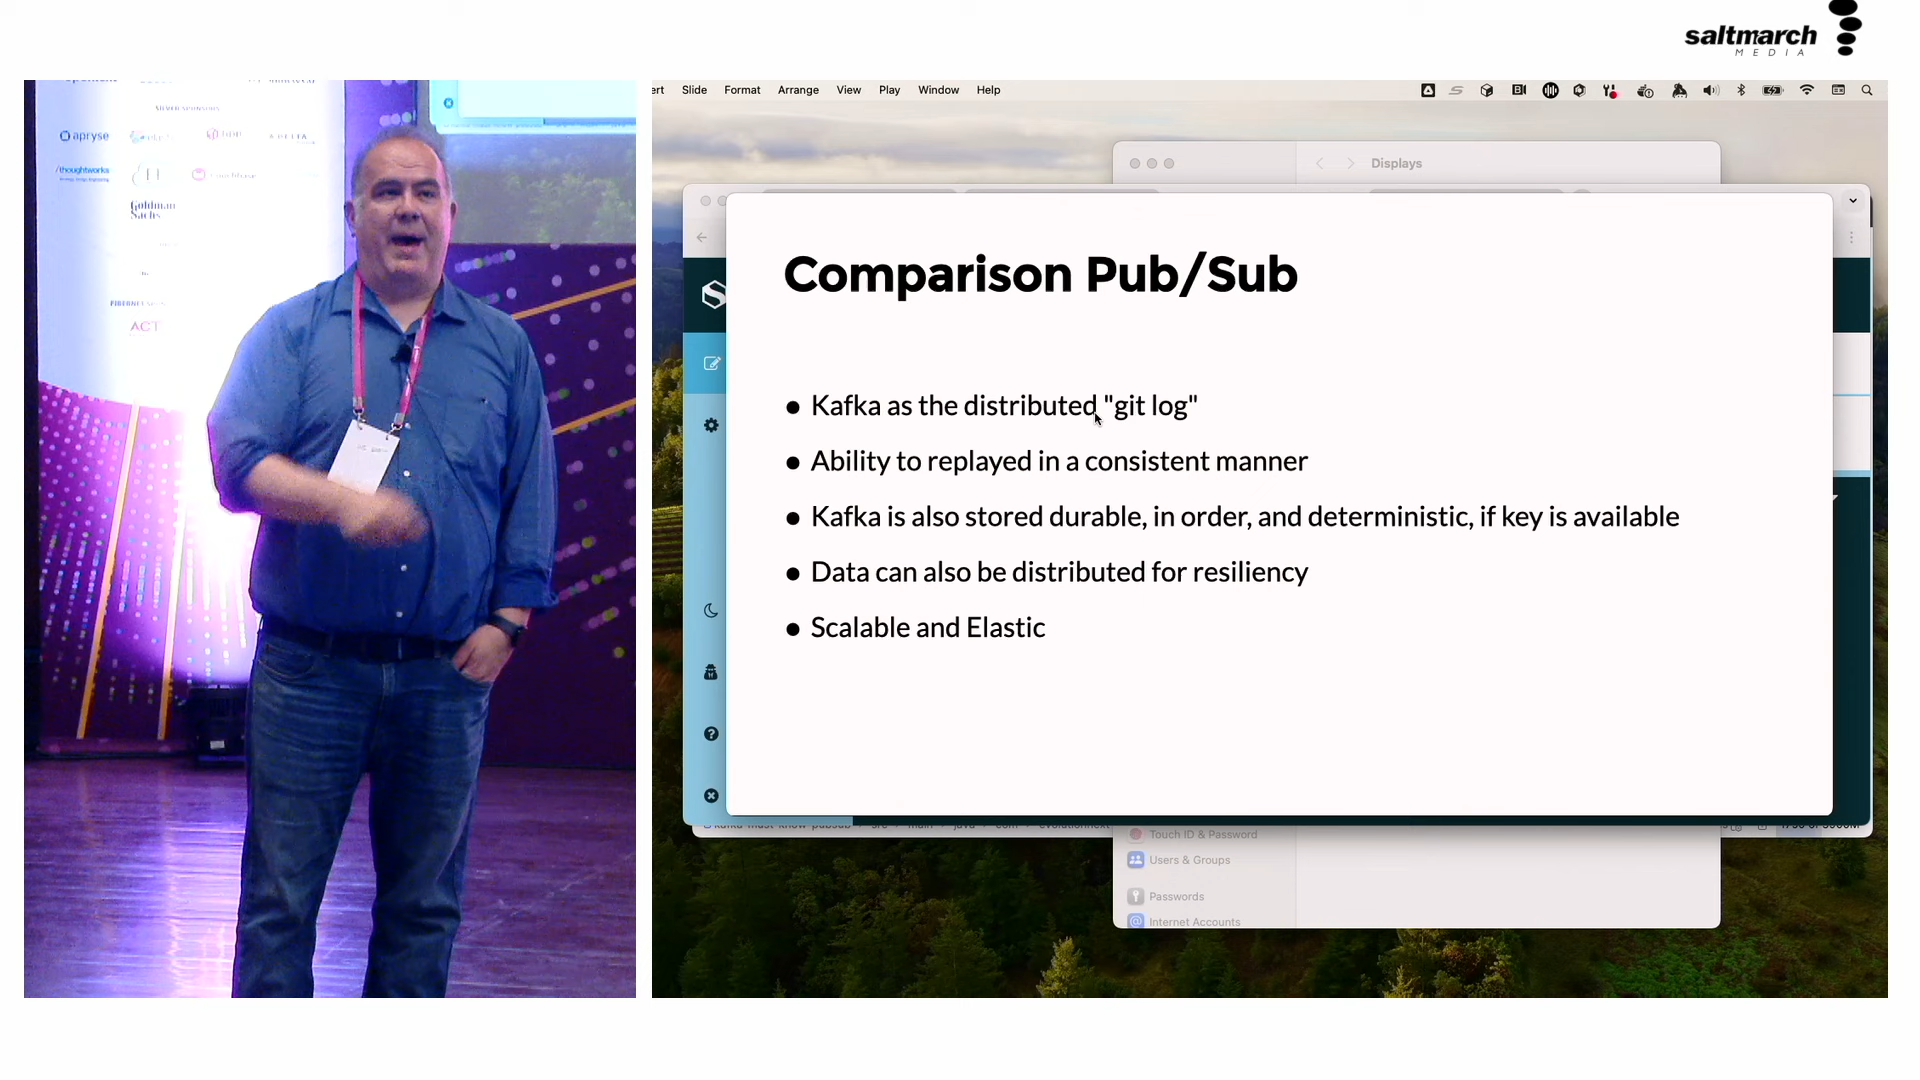 saltmarch
MEDIA
SILVER SPONSORS
apryse
/thoughtworks
Goldman
Sachs
ACT
Slide Format Arrange View Play Window Help
Displays
Comparison Pub/Sub
● Kafka as the distributed "git log"
● Ability to replayed in a consistent manner
● Kafka is also stored durable, in order, and deterministic, if key is available
● Data can also be distributed for resiliency
● Scalable and Elastic
Touch ID & Password
Users & Groups
Passwords
Internet Accounts